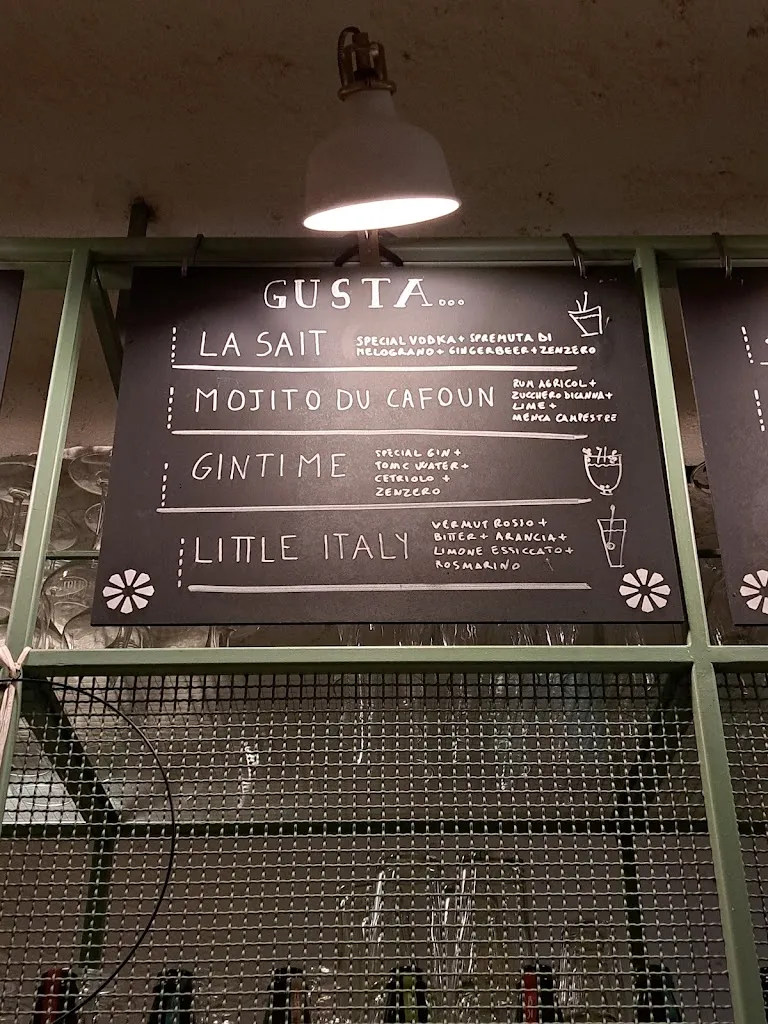 GUSTA...
LA SAIT
SPECIAL VODKA + SPREMUTA DI
MELOGRANO + GINGERBEER + ZENZERO
MOJITO DU CAFOUN
RUM AGRICOL +
ZUCCHERO DI CANNA +
LIME +
MENTA CAMPESTRE
GINTIME
SPECIAL GIN +
TONIC WATER +
CETRIOLO +
ZENZERO
LITTLE ITALY
VERMUT ROSSO +
BITTER + ARANCIA +
LIMONE ESSICCATO +
ROSMARINO